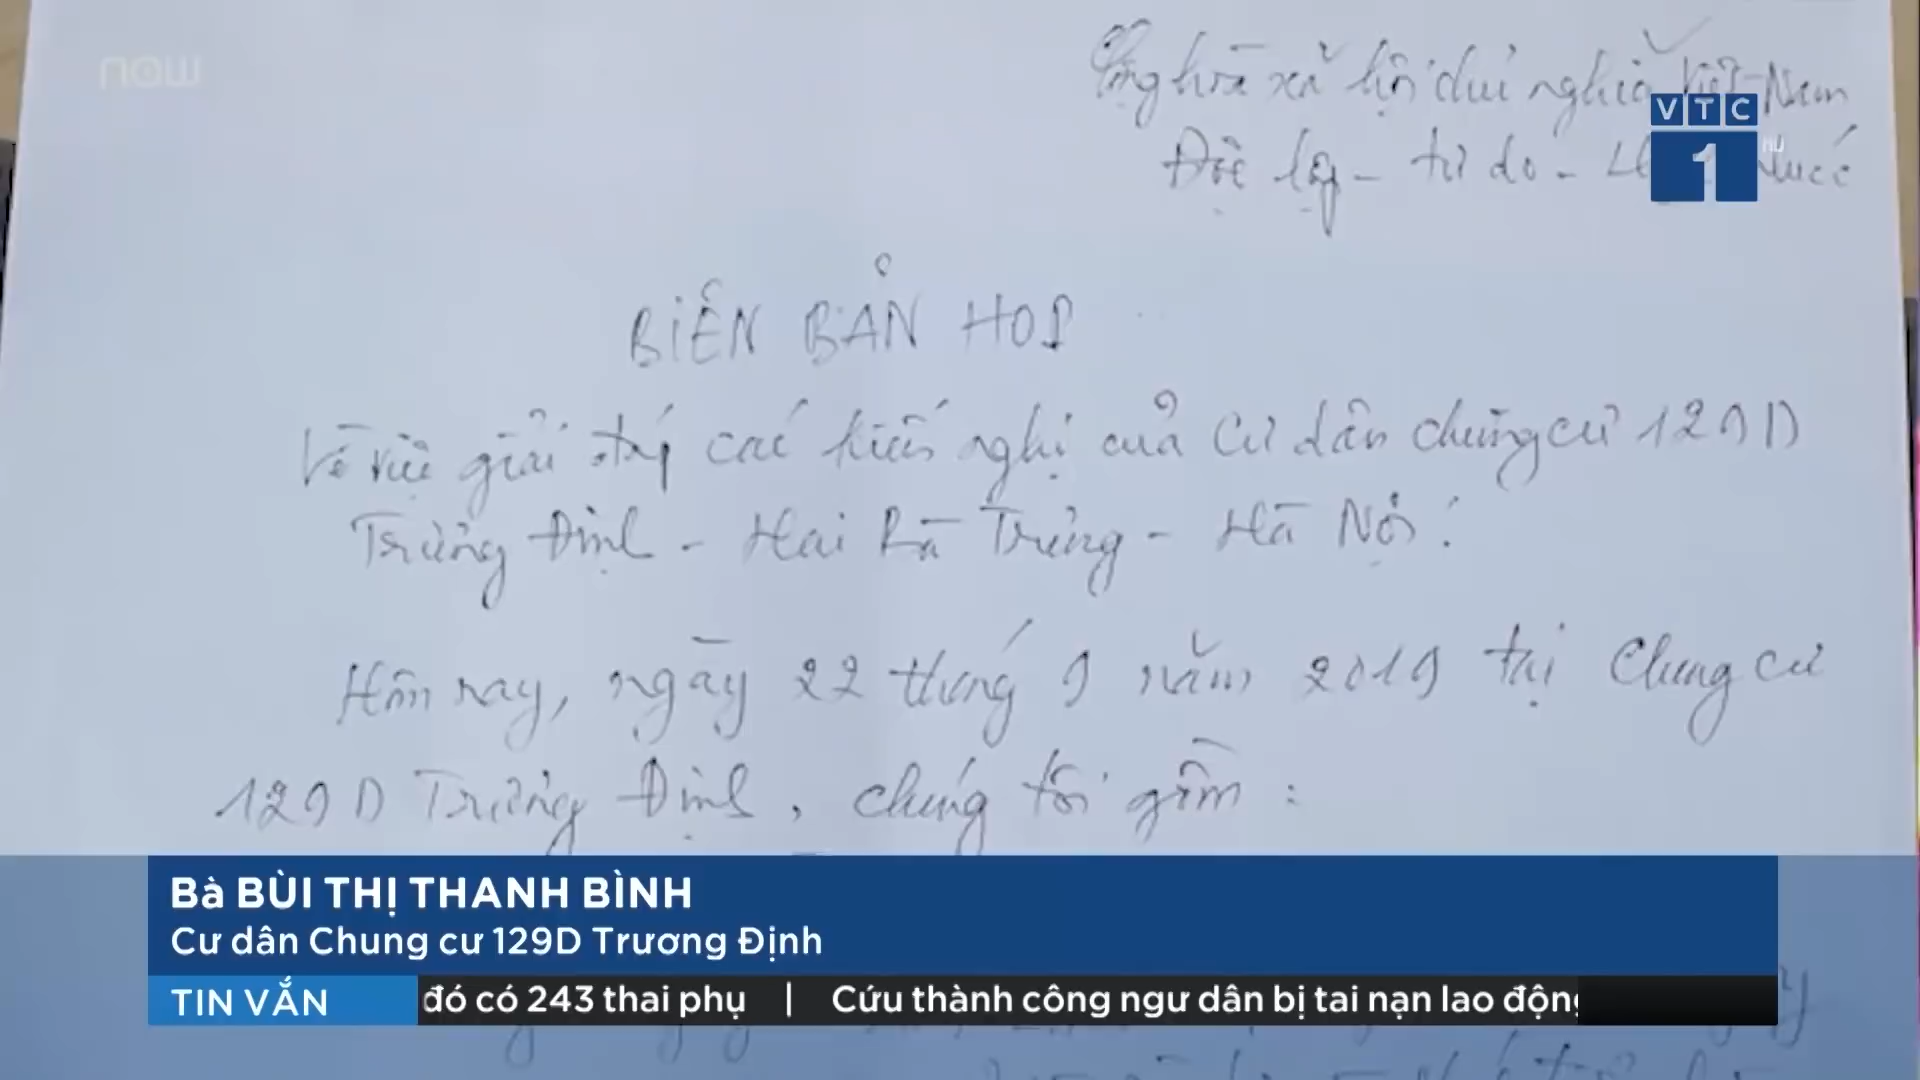 now
Cộng hòa xã hội chủ nghĩa Việt Nam
VTC
1
Độc lập - tự do -
BIÊN BẢN HỌP
Về việc giải đáp các kiến nghị của cư dân chung cư 129D
Trương Định - Hai Bà Trưng - Hà Nội.
Hôm nay, ngày 22 tháng 9 năm 2019 tại Chung cư
129D Trương Định, chúng tôi gồm:
Bà BÙI THỊ THANH BÌNH
Cư dân Chung cư 129D Trương Định
TIN VẮN đó có 243 thai phụ | Cứu thành công ngư dân bị tai nạn lao động